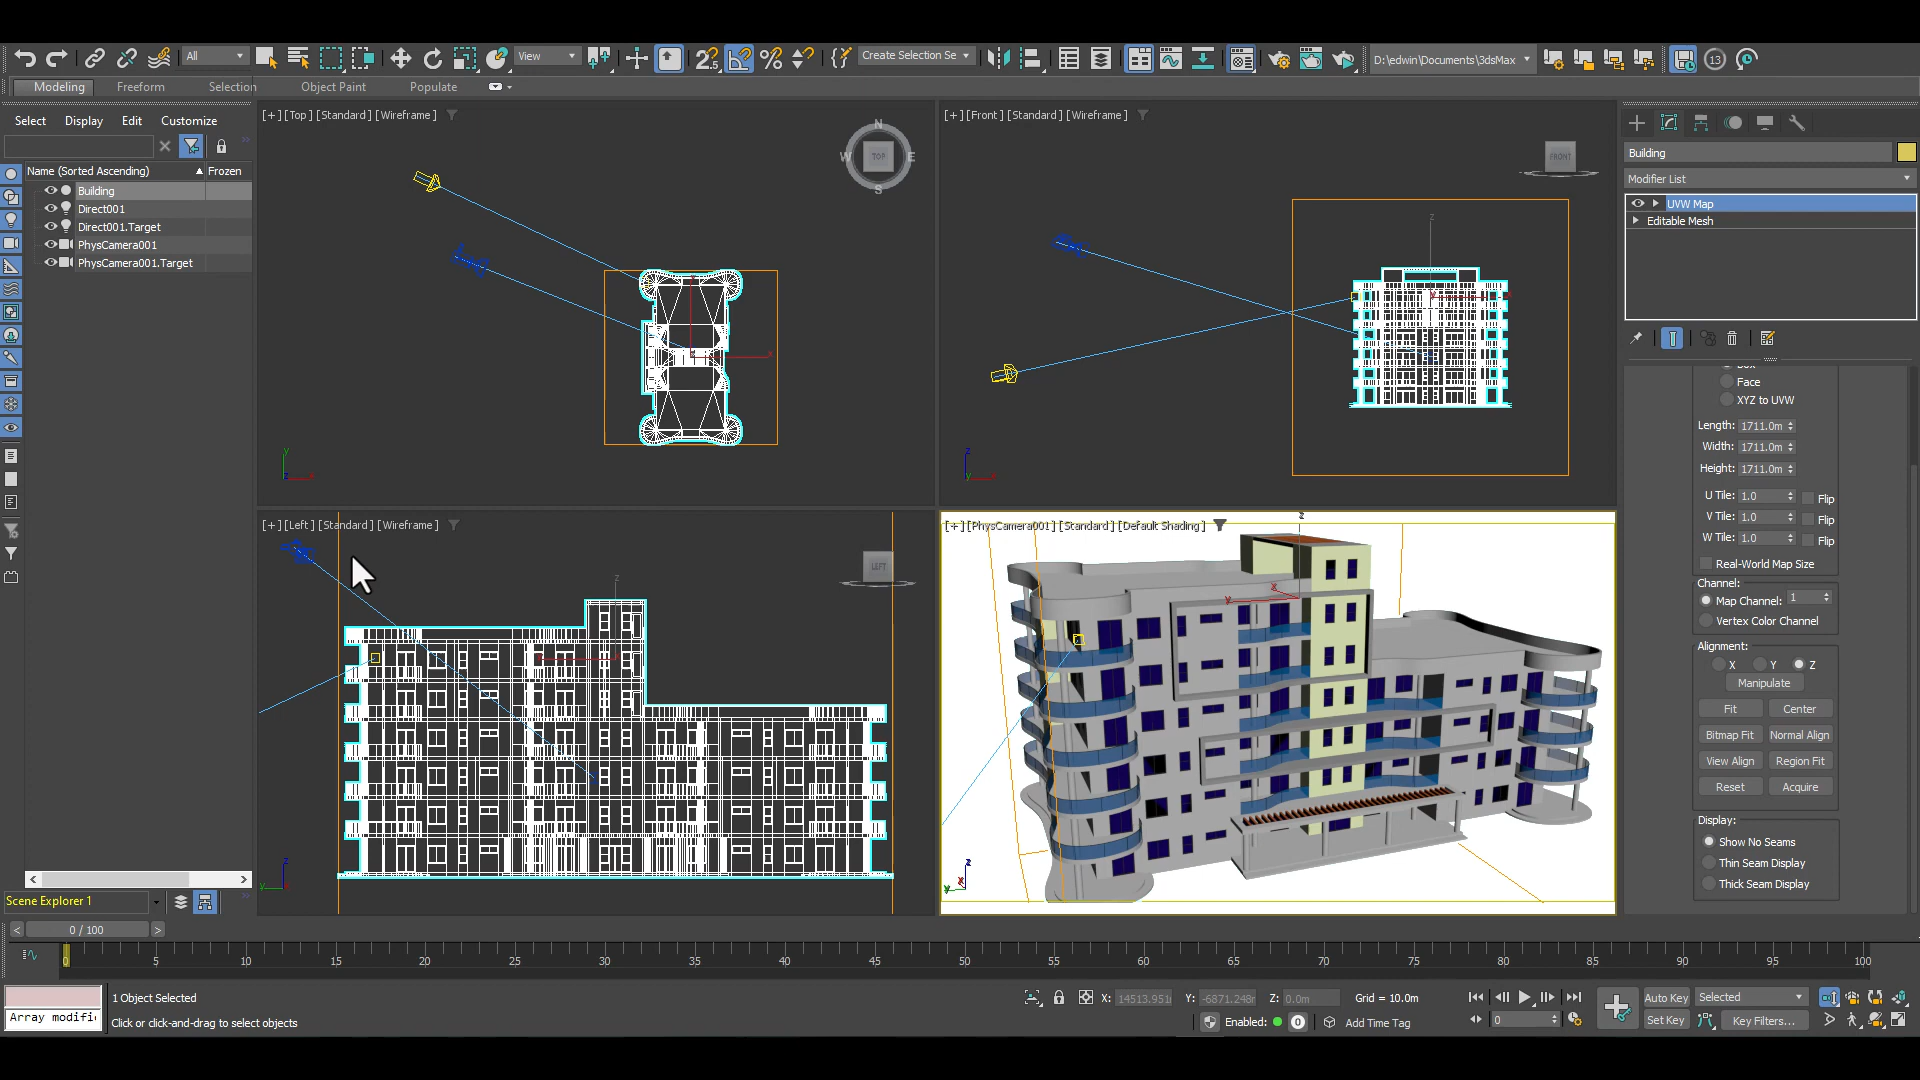 All
View
Create Selection Se
D:\edwin\Documents\3dsMax
13
Modeling
Freeform
Selection
Object Paint
Populate
Select
Display
Edit
Customize
Name (Sorted Ascending)
Frozen
Building
Direct001
Direct001.Target
PhysCamera001
PhysCamera001.Target
Scene Explorer 1
[+] [Top] [Standard] [Wireframe]
N
W
TOP
E
S
[+] [Front] [Standard] [Wireframe]
FRONT
[+] [Left] [Standard] [Wireframe]
LEFT
[+] [PhysCamera001] [Standard] [Default Shading]
Building
Modifier List
UVW Map
Editable Mesh
Face
XYZ to UVW
Length: 1711.0m
Width: 1711.0m
Height: 1711.0m
U Tile: 1.0 Flip
V Tile: 1.0 Flip
W Tile: 1.0 Flip
Real-World Map Size
Channel:
Map Channel: 1
Vertex Color Channel
Alignment:
X Y Z
Manipulate
Fit Center
Bitmap Fit Normal Align
View Align Region Fit
Reset Acquire
Display:
Show No Seams
Thin Seam Display
Thick Seam Display
0 / 100
0 5 10 15 20 25 30 35 40 45 50 55 60 65 70 75 80 85 90 95 100
1 Object Selected
Array modifi
Click or click-and-drag to select objects
X: 14513.951 Y: -6871.248 Z: 0.0m Grid = 10.0m
Enabled: 0 Add Time Tag
0
Auto Key Selected
Set Key Key Filters...